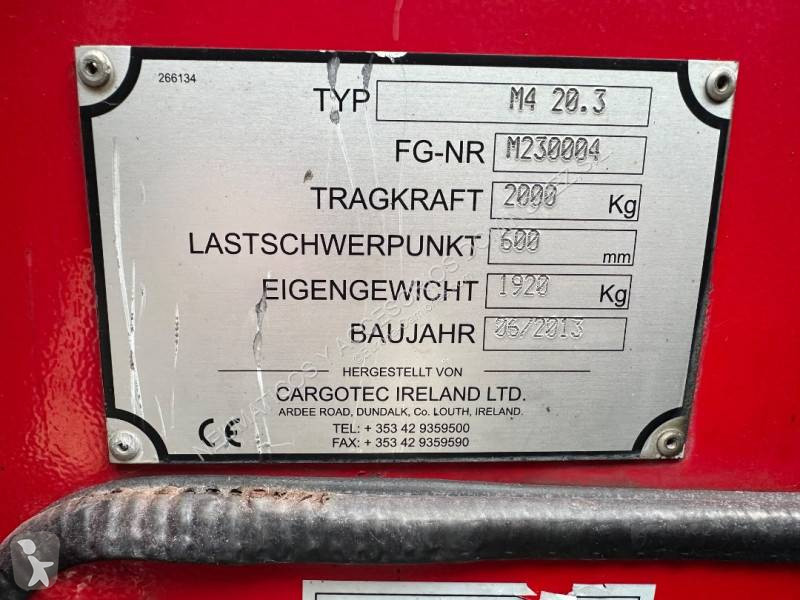 266134
TYP M4 20.3
FG-NR M230004
TRAGKRAFT 2000 Kg
LASTSCHWERPUNKT 600 mm
EIGENGEWICHT 1920 Kg
BAUJAHR 06/2013
HERGESTELLT VON
CARGOTEC IRELAND LTD.
ARDEE ROAD, DUNDALK, Co. LOUTH, IRELAND.
TEL: + 353 42 9359500
CE FAX: + 353 42 9359590